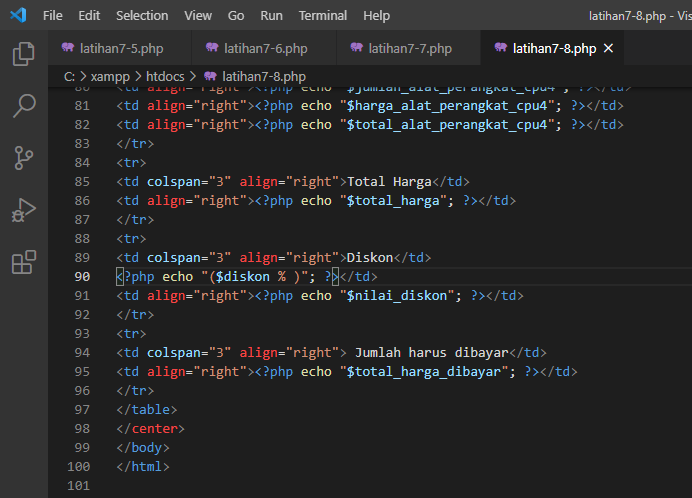 File Edit Selection View Go Run Terminal Help latihan7-8.php - Vis
latihan7-5.php latihan7-6.php latihan7-7.php latihan7-8.php
C: > xampp > htdocs > latihan7-8.php
80 <td align="right"><?php echo "$jumlah_alat_perangkat_cpu4"; ?></td>
81 <td align="right"><?php echo "$harga_alat_perangkat_cpu4"; ?></td>
82 <td align="right"><?php echo "$total_alat_perangkat_cpu4"; ?></td>
83 </tr>
84 <tr>
85 <td colspan="3" align="right">Total Harga</td>
86 <td align="right"><?php echo "$total_harga"; ?></td>
87 </tr>
88 <tr>
89 <td colspan="3" align="right">Diskon</td>
90 <?php echo "($diskon % )"; ?></td>
91 <td align="right"><?php echo "$nilai_diskon"; ?></td>
92 </tr>
93 <tr>
94 <td colspan="3" align="right"> Jumlah harus dibayar</td>
95 <td align="right"><?php echo "$total_harga_dibayar"; ?></td>
96 </tr>
97 </table>
98 </center>
99 </body>
100 </html>
101